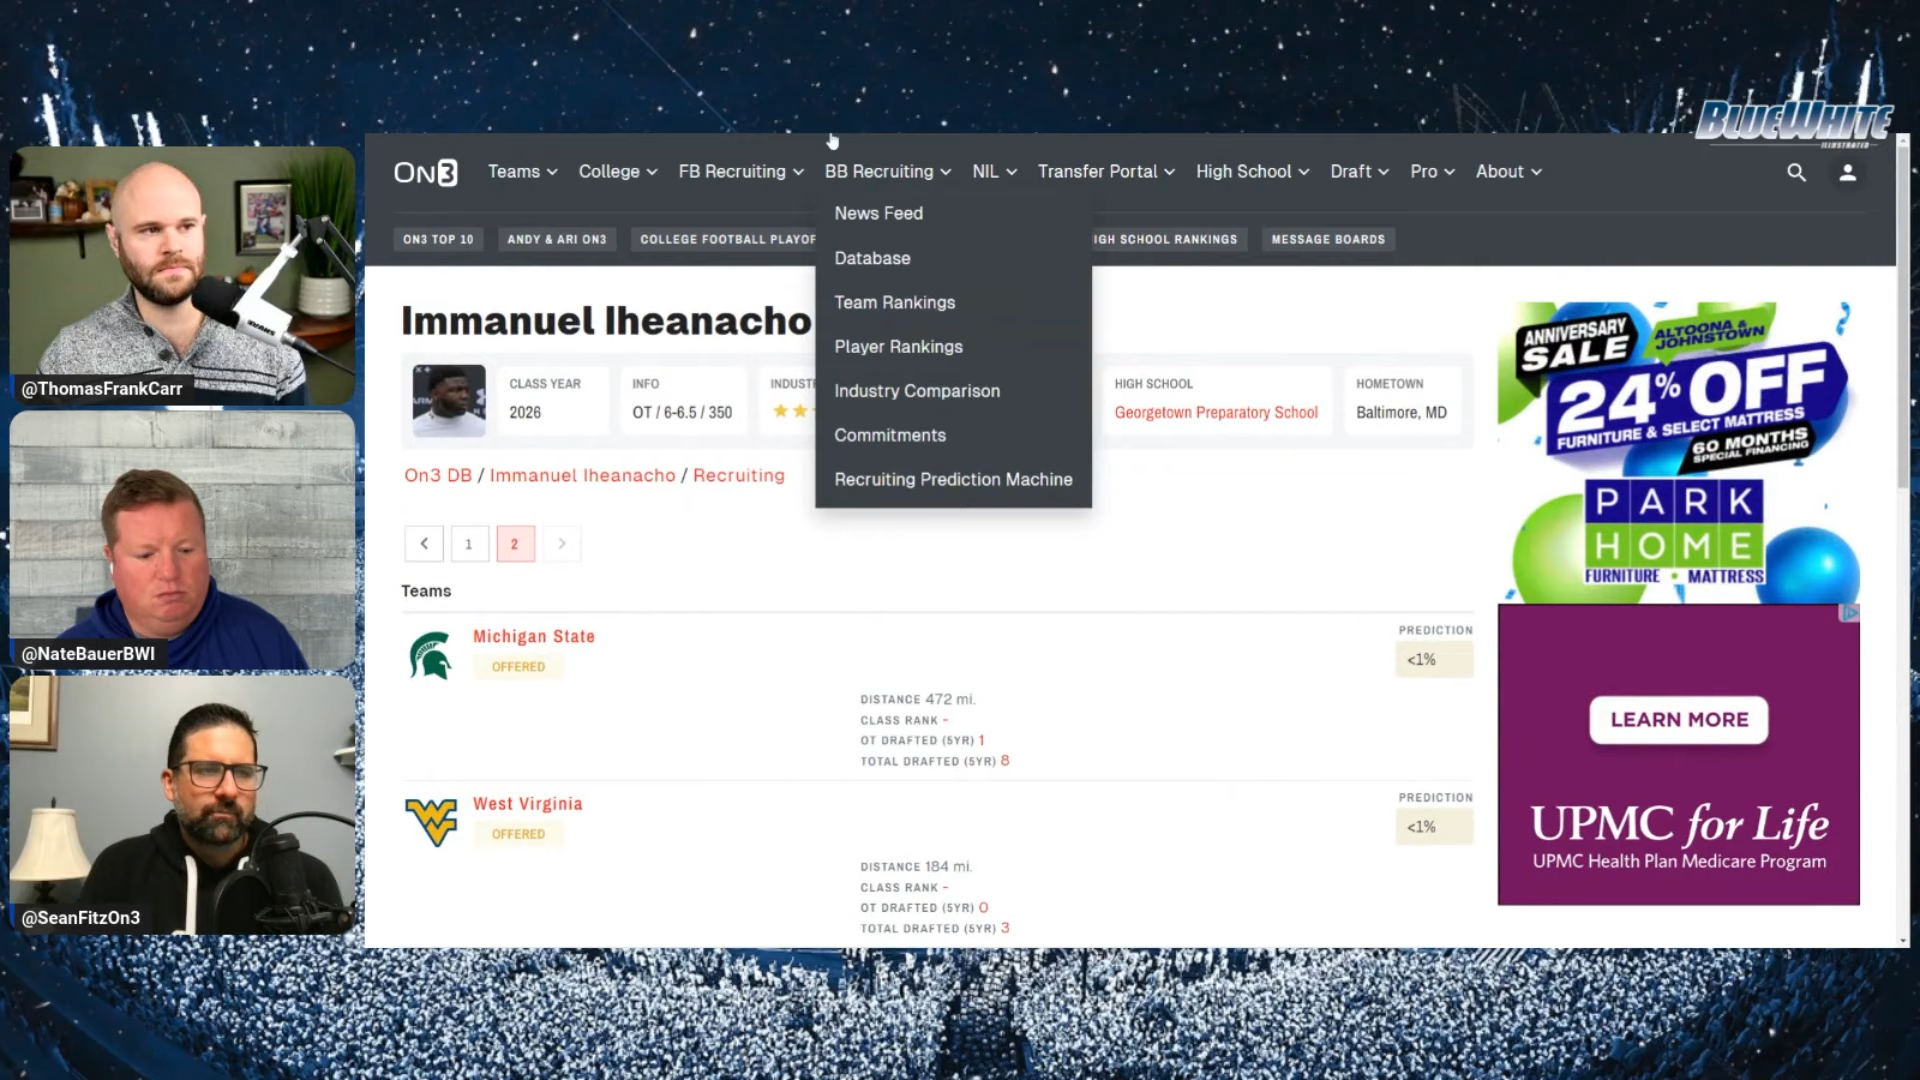 BLUEWHITE
ILLUSTRATED
ON3
Teams
College
FB Recruiting
BB Recruiting
NIL
Transfer Portal
High School
Draft
Pro
About
ON3 TOP 10
ANDY & ARI ON3
COLLEGE FOOTBALL PLAYOF
IGH SCHOOL RANKINGS
MESSAGE BOARDS
News Feed
Database
Team Rankings
Player Rankings
Industry Comparison
Commitments
Recruiting Prediction Machine
Immanuel Iheanacho
CLASS YEAR
2026
INFO
OT / 6-6.5 / 350
INDUST
HIGH SCHOOL
Georgetown Preparatory School
HOMETOWN
Baltimore, MD
On3 DB / Immanuel Iheanacho / Recruiting
1
2
Teams
Michigan State
OFFERED
PREDICTION
<1%
DISTANCE 472 mi.
CLASS RANK -
OT DRAFTED (5YR) 1
TOTAL DRAFTED (5YR) 8
West Virginia
OFFERED
PREDICTION
<1%
DISTANCE 184 mi.
CLASS RANK -
OT DRAFTED (5YR) 0
TOTAL DRAFTED (5YR) 3
ANNIVERSARY
SALE
ALTOONA &
JOHNSTOWN
24% OFF
FURNITURE & SELECT MATTRESS
60 MONTHS
SPECIAL FINANCING
PARK
HOME
FURNITURE • MATTRESS
LEARN MORE
UPMC for Life
UPMC Health Plan Medicare Program
@ThomasFrankCarr
@NateBauerBWI
@SeanFitzOn3